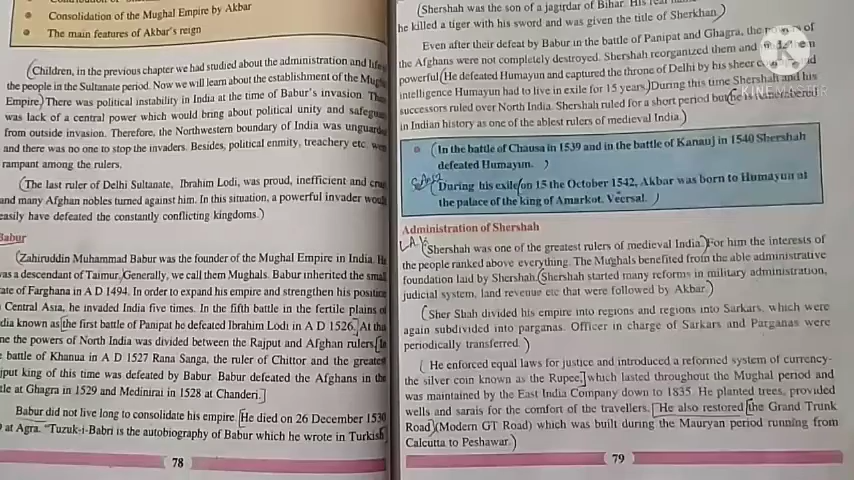 Consolidation of the Mughal Empire by Akbar
The main features of Akbar's reign
(Children, in the previous chapter we had studied about the administration and life
the people in the Sultanate period. Now we will learn about the establishment of the
Empire) There was political instability in India at the time of Babur's invasion.
was lack of a central power which would bring about political unity and
from outside invasion. Therefore, the Northwestern boundary of India was
and there was no one to stop the invaders. Besides, political enmity, treachery etc.
rampant among the rulers.
(The last ruler of Delhi Sultanate, Ibrahim Lodi, was proud, inefficient and
and many Afghan nobles turned against him. In this situation, a powerful invader
easily have defeated the constantly conflicting kingdoms.)
Babur
(Zahiruddin Muhammad Babur was the founder of the Mughal Empire in India. He
was a descendant of Taimur.) Generally, we call them Mughals. Babur inherited the small
of Farghana in A D 1494. In order to expand his empire and strengthen his position
Central Asia, he invaded India five times. In the fifth battle in the fertile plains of
known as [the first battle of Panipat he defeated Ibrahim Lodi in A D 1526.] At
the powers of North India was divided between the Rajput and Afghan rulers. [In
battle of Khanua in A D 1527 Rana Sanga, the ruler of Chittor and the greatest
king of this time was defeated by Babur. Babur defeated the Afghans in the
at Ghagra in 1529 and Medinirai in 1528 at Chanderi.]
Babur did not live long to consolidate his empire. [He died on 26 December 1530
at Agra. "Tuzuk-i-Babri is the autobiography of Babur which he wrote in Turkish
78
(Shershah was the son of a jagirdar of Bihar. His
he killed a tiger with his sword and was given the title of Sherkhan)
Even after their defeat by Babur in the battle of Panipat and Ghagra, the of
the Afghans were not completely destroyed. Shershah reorganized them and
powerful (He defeated Humayun and captured the throne of Delhi by his sheer
intelligence Humayun had to live in exile for 15 years.) During this time Shershah and his
successors ruled over North India. Shershah ruled for a short period but (he is remembered
in Indian history as one of the ablest rulers of medieval India.)
KINEMASTER
(In the battle of Chausa in 1539 and in the battle of Kanauj in 1540 Shershah
defeated Humayun. )
During his exile (on 15 the October 1542, Akbar was born to Humayun at
the palace of the king of Amarkot, Veersal. )
Administration of Shershah
(Shershah was one of the greatest rulers of medieval India.) For him the interests of
the people ranked above everything. The Mughals benefited from the able administrative
foundation laid by Shershah. (Shershah started many reforms in military administration,
judicial system, land revenue etc that were followed by Akbar.)
(Sher Shah divided his empire into regions and regions into Sarkars, which were
again subdivided into parganas. Officer in charge of Sarkars and Parganas were
periodically transferred.)
( He enforced equal laws for justice and introduced a reformed system of currency-
the silver coin known as the Rupee,] which lasted throughout the Mughal period and
was maintained by the East India Company down to 1835. He planted trees, provided
wells and sarais for the comfort of the travellers. [He also restored [the Grand Trunk
Road) (Modern GT Road) which was built during the Mauryan period running from
Calcutta to Peshawar.)
79